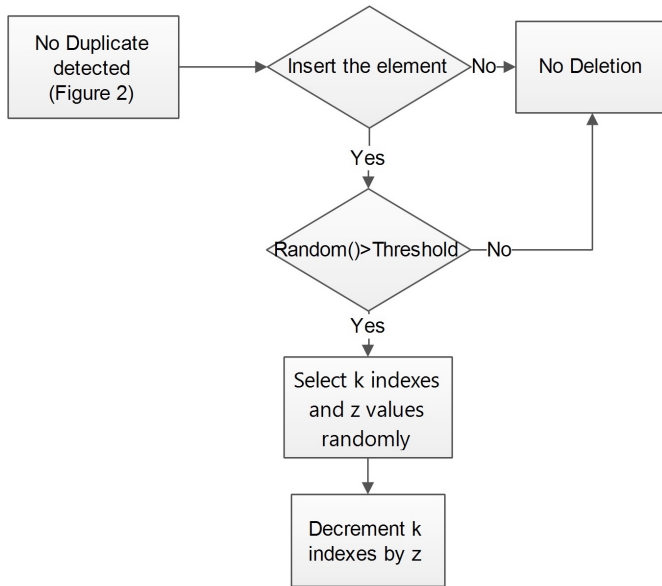 No Duplicate
detected
(Figure 2)
Insert the element
No
No Deletion
Yes
Random()>Threshold
No
Yes
Select k indexes
and z values
randomly
Decrement k
indexes by z